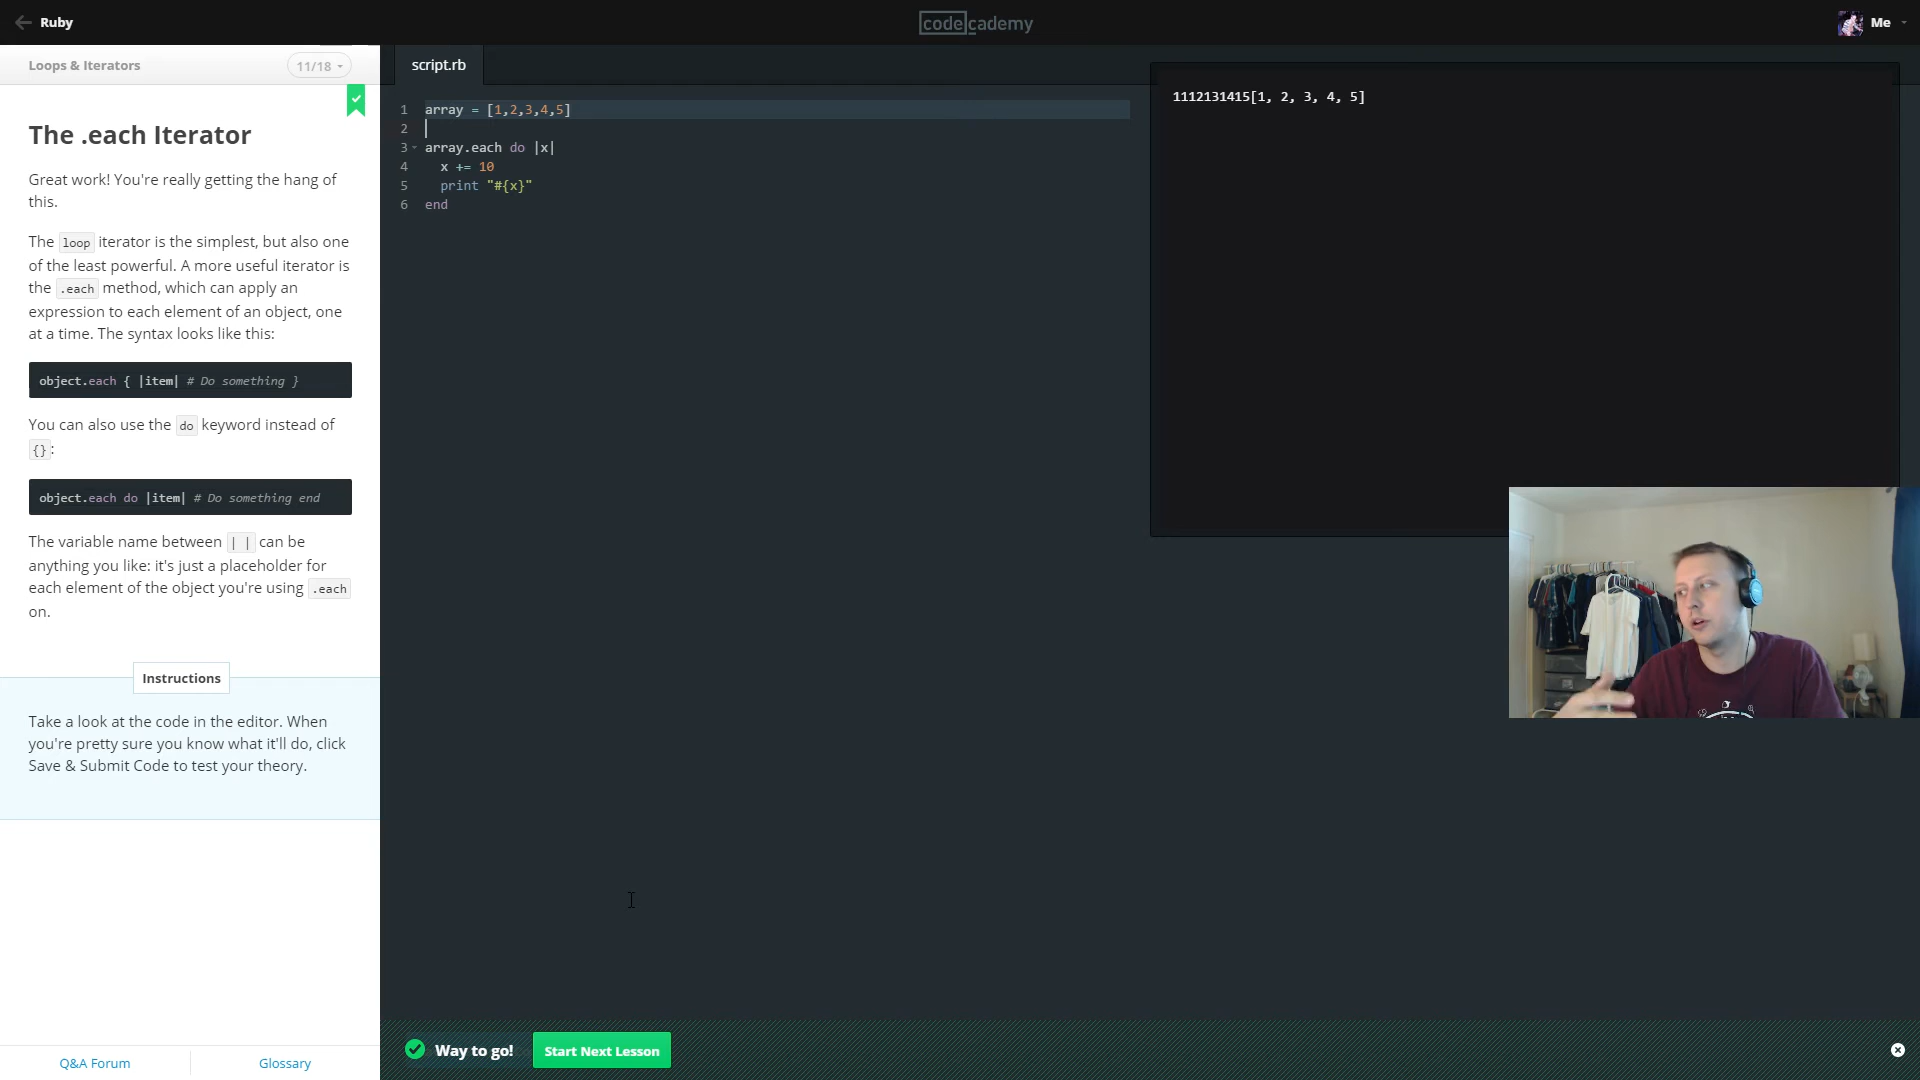 Ruby
codecademy
Me
Loops & Iterators
11/18
script.rb
The .each Iterator
Great work! You're really getting the hang of
this.
The loop iterator is the simplest, but also one
of the least powerful. A more useful iterator is
the .each method, which can apply an
expression to each element of an object, one
at a time. The syntax looks like this:
object.each { |item| # Do something }
You can also use the do keyword instead of
{}:
object.each do |item| # Do something end
The variable name between | | can be
anything you like: it's just a placeholder for
each element of the object you're using .each
on.
Instructions
Take a look at the code in the editor. When
you're pretty sure you know what it'll do, click
Save & Submit Code to test your theory.
Q&A Forum
Glossary
1 array = [1,2,3,4,5]
2
3 array.each do |x|
4 x += 10
5 print "#{x}"
6 end
1112131415[1, 2, 3, 4, 5]
Way to go!
Start Next Lesson